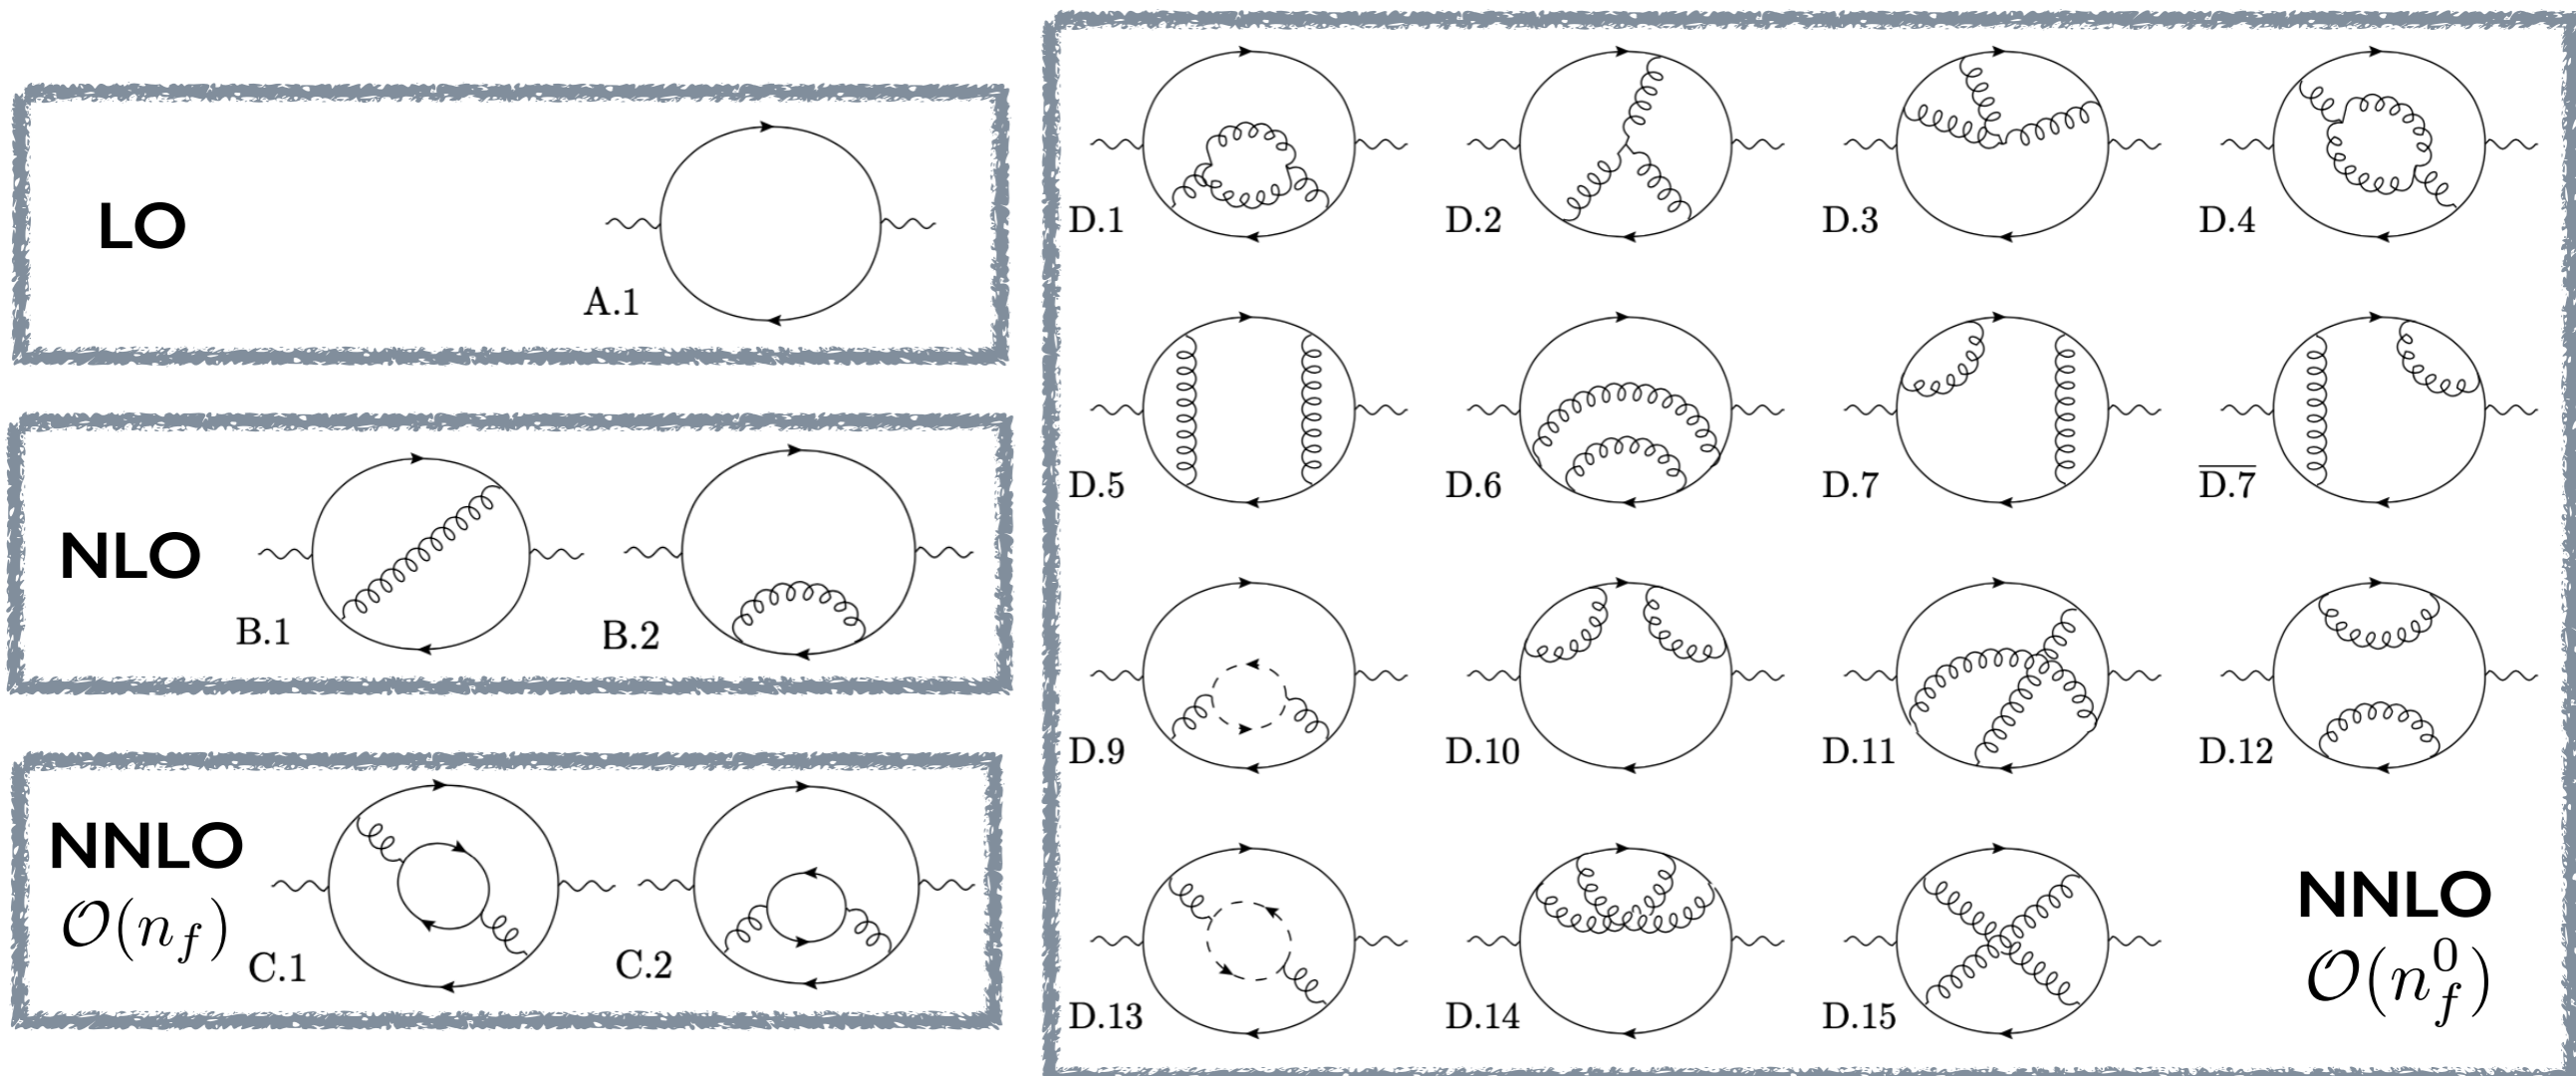 LO
A.1
NLO
B.1
B.2
NNLO
𝒪(n_f)
C.1
C.2
D.1
D.2
D.3
D.4
D.5
D.6
D.7
D̅.̅7̅
D.9
D.10
D.11
D.12
D.13
D.14
D.15
NNLO
𝒪(n_f^0)